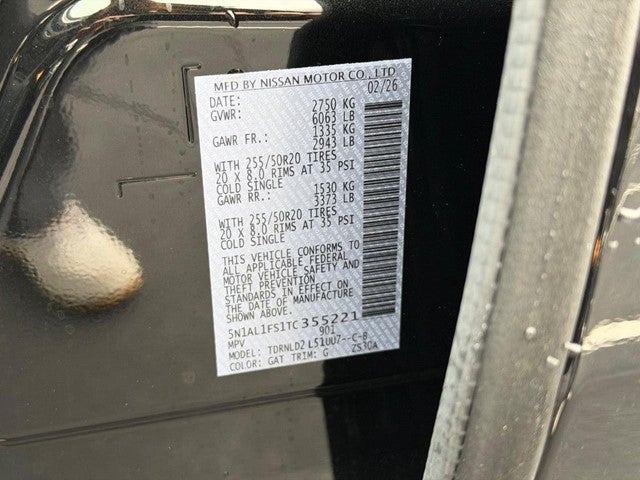 MFD BY NISSAN MOTOR CO., LTD
DATE: 02/26
GVWR: 2750 KG
6063 LB
GAWR FR.: 1335 KG
2943 LB
WITH 255/50R20 TIRES
20 X 8.0 RIMS AT 35 PSI
COLD SINGLE
GAWR RR.: 1530 KG
3373 LB
WITH 255/50R20 TIRES
20 X 8.0 RIMS AT 35 PSI
COLD SINGLE
THIS VEHICLE CONFORMS TO
ALL APPLICABLE FEDERAL
MOTOR VEHICLE SAFETY AND
THEFT PREVENTION
STANDARDS IN EFFECT ON
THE DATE OF MANUFACTURE
SHOWN ABOVE.
5N1AL1FS1TC355221
MPV 901
MODEL: TDRNLD2 L51UU7--C-B
COLOR: GAT TRIM: G ZS30A